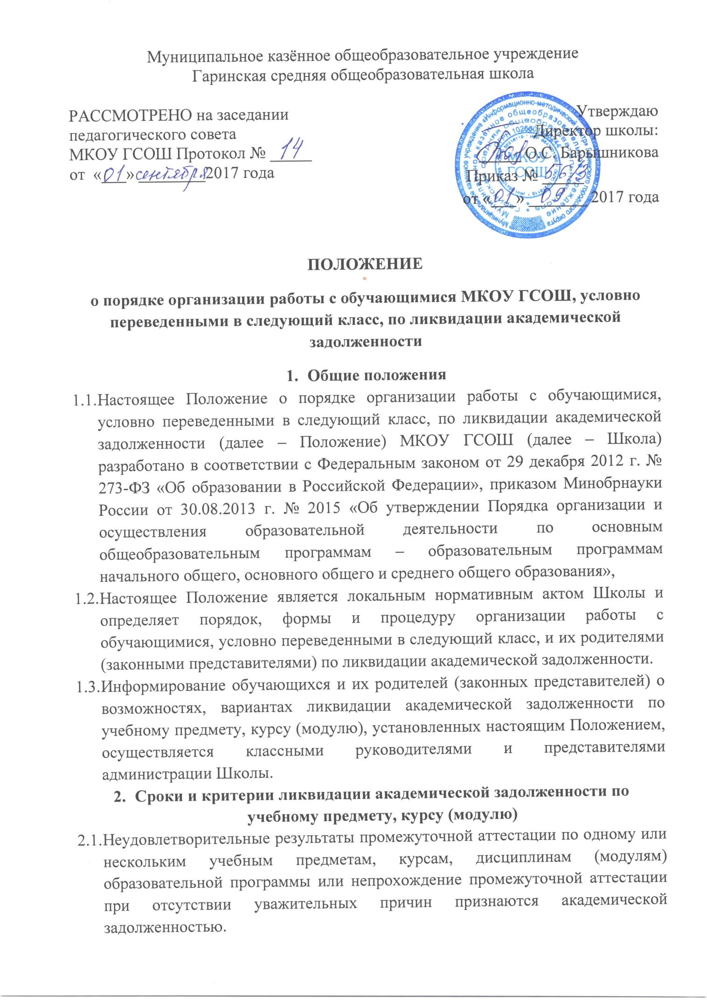 Муниципальное казённое общеобразовательное учреждение
Гаринская средняя общеобразовательная школа
РАССМОТРЕНО на заседании
педагогического совета
МКОУ ГСОШ Протокол № 14
от «01» сентября 2017 года
Утверждаю
Директор школы:
О.С. Барышникова
Приказ №
от «01» 09 2017 года
МКОУ
ГСОШ
ПОЛОЖЕНИЕ
о порядке организации работы с обучающимися МКОУ ГСОШ, условно
переведенными в следующий класс, по ликвидации академической
задолженности
1. Общие положения
1.1.Настоящее Положение о порядке организации работы с обучающимися,
условно переведенными в следующий класс, по ликвидации академической
задолженности (далее – Положение) МКОУ ГСОШ (далее – Школа)
разработано в соответствии с Федеральным законом от 29 декабря 2012 г. №
273-ФЗ «Об образовании в Российской Федерации», приказом Минобрнауки
России от 30.08.2013 г. № 2015 «Об утверждении Порядка организации и
осуществления образовательной деятельности по основным
общеобразовательным программам – образовательным программам
начального общего, основного общего и среднего общего образования»,
1.2.Настоящее Положение является локальным нормативным актом Школы и
определяет порядок, формы и процедуру организации работы с
обучающимися, условно переведенными в следующий класс, и их родителями
(законными представителями) по ликвидации академической задолженности.
1.3.Информирование обучающихся и их родителей (законных представителей) о
возможностях, вариантах ликвидации академической задолженности по
учебному предмету, курсу (модулю), установленных настоящим Положением,
осуществляется классными руководителями и представителями
администрации Школы.
2. Сроки и критерии ликвидации академической задолженности по
учебному предмету, курсу (модулю)
2.1.Неудовлетворительные результаты промежуточной аттестации по одному или
нескольким учебным предметам, курсам, дисциплинам (модулям)
образовательной программы или непрохождение промежуточной аттестации
при отсутствии уважительных причин признаются академической
задолженностью.